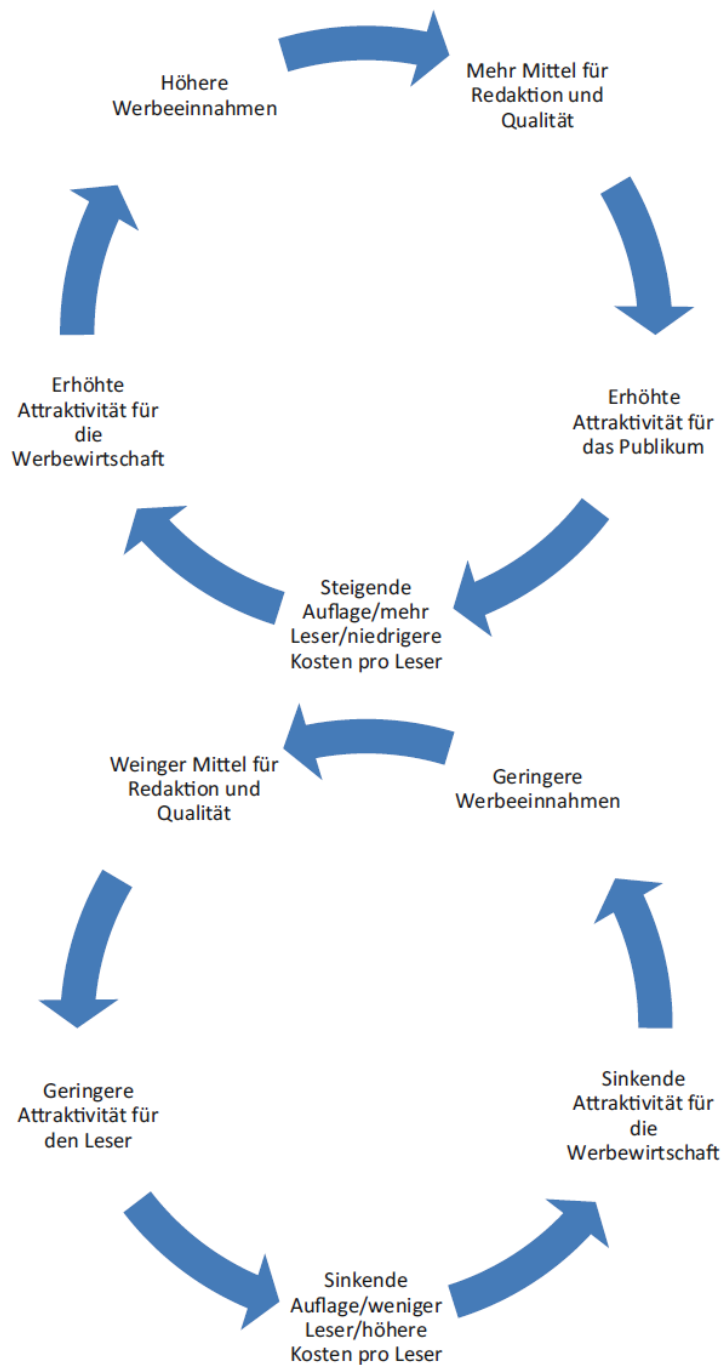 Höhere
Werbeeinnahmen
Mehr Mittel für
Redaktion und
Qualität
Erhöhte
Attraktivität für
das Publikum
Steigende
Auflage/mehr
Leser/niedrigere
Kosten pro Leser
Erhöhte
Attraktivität für
die
Werbewirtschaft
Weinger Mittel für
Redaktion und
Qualität
Geringere
Attraktivität für
den Leser
Sinkende
Auflage/weniger
Leser/höhere
Kosten pro Leser
Sinkende
Attraktivität für
die
Werbewirtschaft
Geringere
Werbeeinnahmen